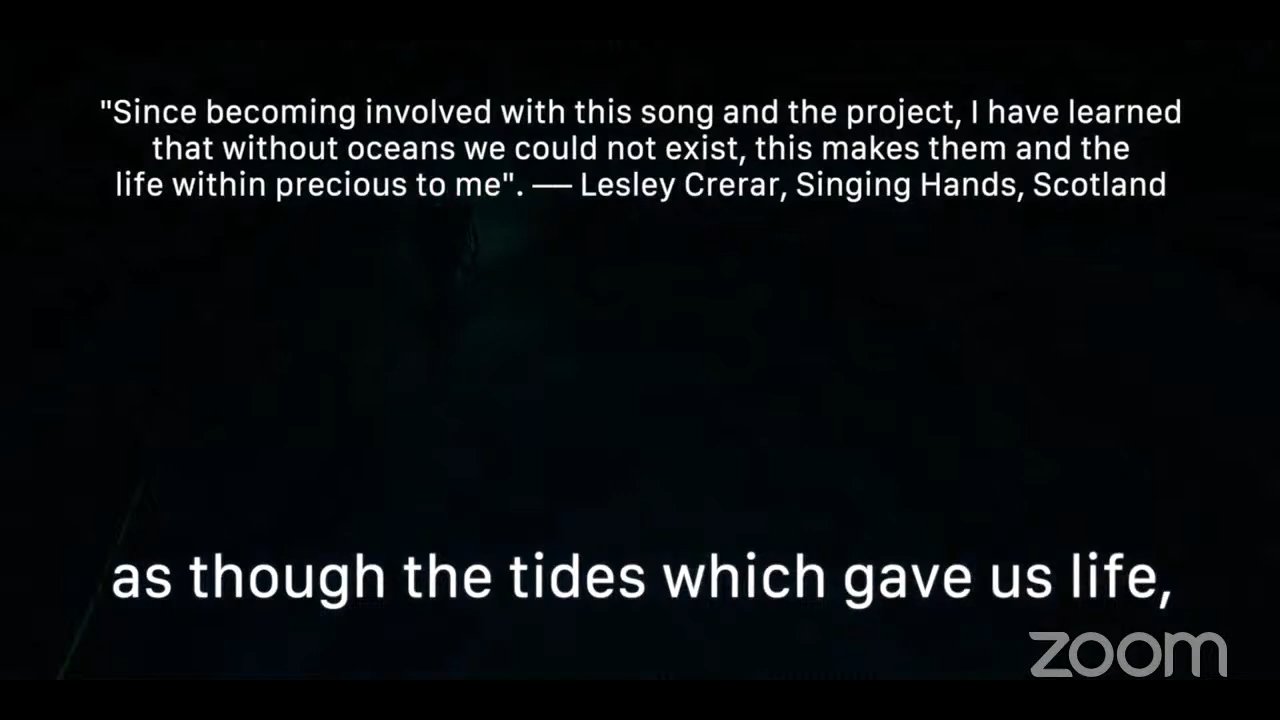 "Since becoming involved with this song and the project, I have learned
that without oceans we could not exist, this makes them and the
life within precious to me". — Lesley Crerar, Singing Hands, Scotland
as though the tides which gave us life,
zoom